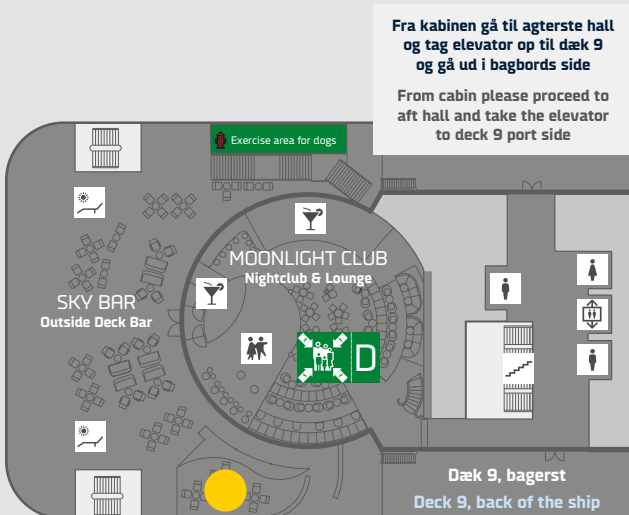 Fra kabinen gå til agterste hall
og tag elevator op til dæk 9
og gå ud i bagbords side
From cabin please proceed to
aft hall and take the elevator
to deck 9 port side
Exercise area for dogs
MOONLIGHT CLUB
Nightclub & Lounge
SKY BAR
Outside Deck Bar
D
Dæk 9, bagerst
Deck 9, back of the ship